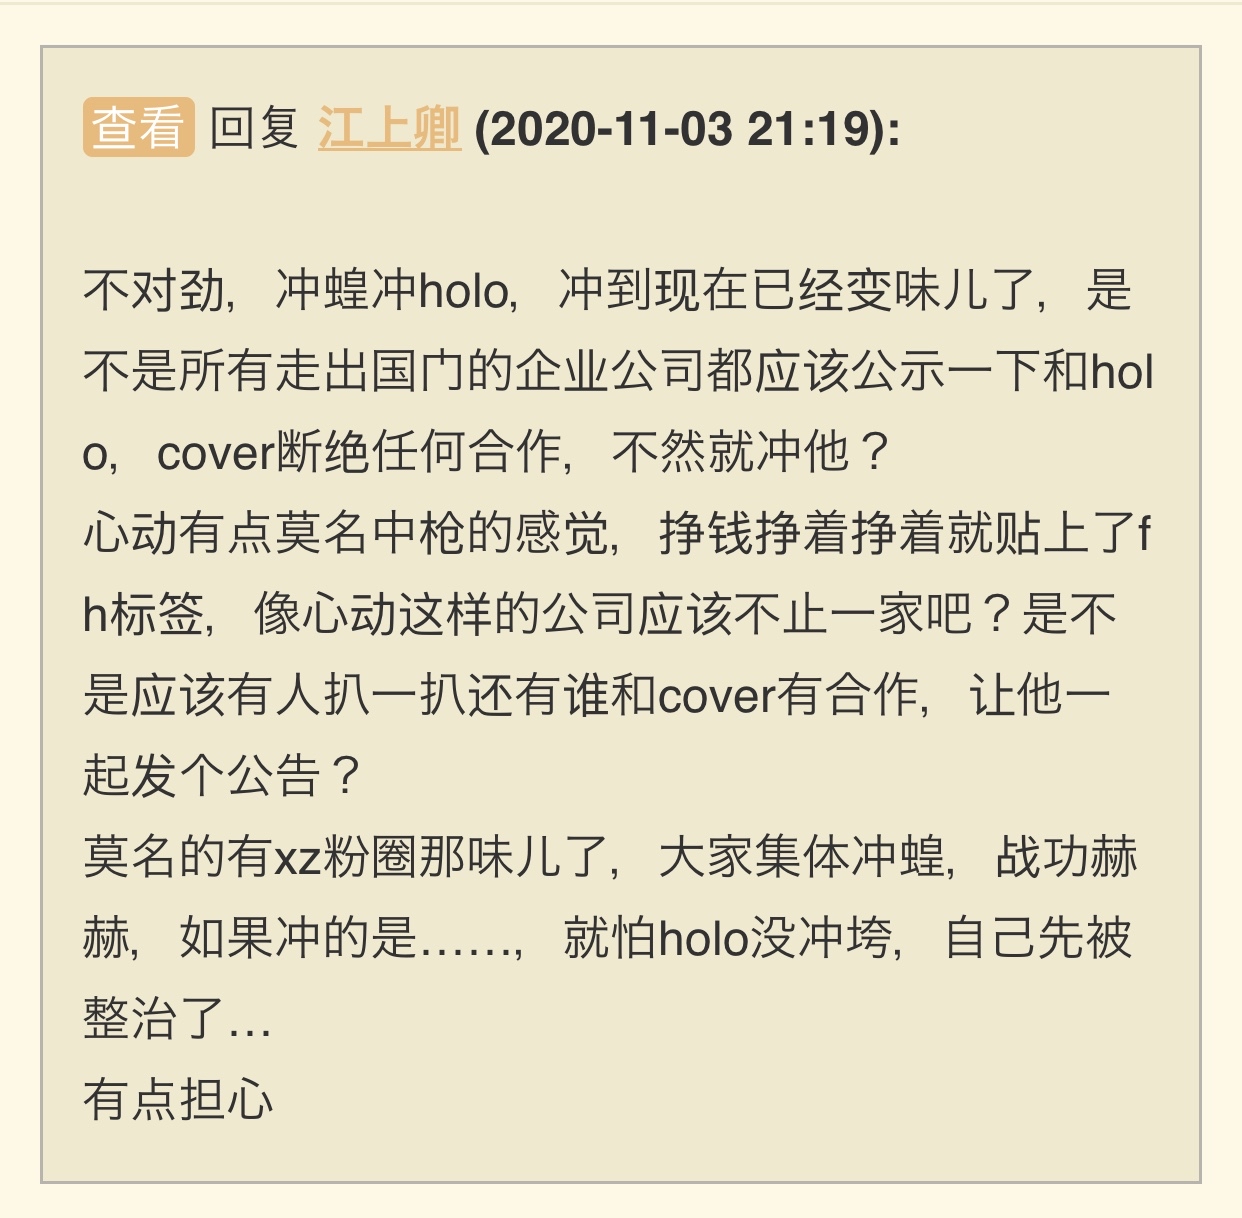 查看 回复 江上卿 (2020-11-03 21:19):
不对劲，冲蝗冲holo，冲到现在已经变味儿了，是
不是所有走出国门的企业公司都应该公示一下和hol
o，cover断绝任何合作，不然就冲他？
心动有点莫名中枪的感觉，挣钱挣着挣着就贴上了f
h标签，像心动这样的公司应该不止一家吧？是不
是应该有人扒一扒还有谁和cover有合作，让他一
起发个公告？
莫名的有xz粉圈那味儿了，大家集体冲蝗，战功赫
赫，如果冲的是……，就怕holo没冲垮，自己先被
整治了…
有点担心